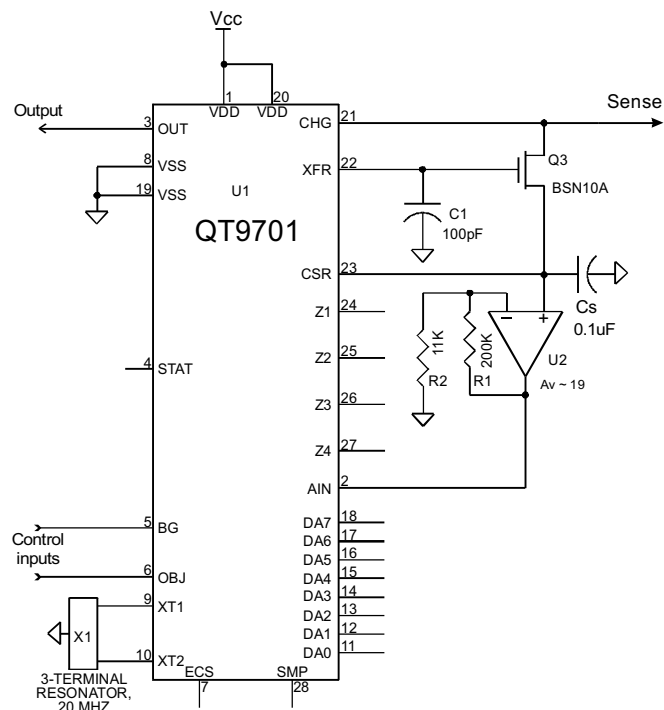 Vcc
1
20
VDD
VDD
Output
3
OUT
CHG
21
Sense
8
VSS
XFR
22
Q3
BSN10A
19
VSS
U1
QT9701
C1
100pF
CSR
23
Cs
0.1uF
Z1
24
11K
200K
R2
R1
U2
Av ~ 19
4
STAT
Z2
25
Z3
26
Z4
27
AIN
2
Control
inputs
5
BG
6
OBJ
DA7
18
DA6
17
DA5
16
DA4
15
DA3
14
DA2
13
DA1
12
DA0
11
9
XT1
X1
10
XT2
3-TERMINAL
RESONATOR,
20 MHZ
ECS
7
SMP
28